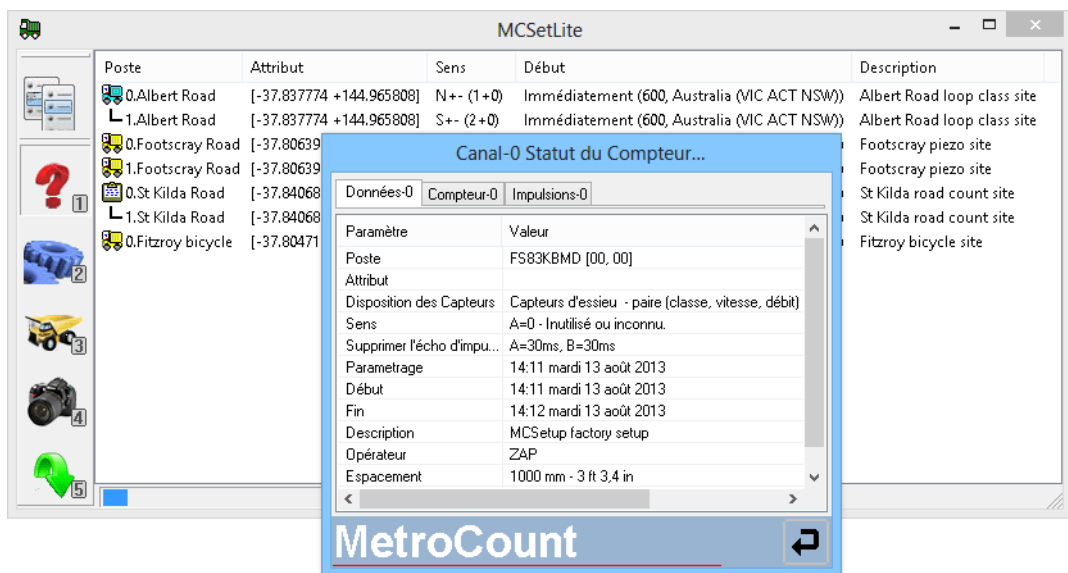 MCSetLite
Poste Attribut Sens Début Description
0.Albert Road [-37.837774 +144.965808] N+- (1+0) Immédiatement (600, Australia (VIC ACT NSW)) Albert Road loop class site
1.Albert Road [-37.837774 +144.965808] S+- (2+0) Immédiatement (600, Australia (VIC ACT NSW)) Albert Road loop class site
0.Footscray Road [-37.80639 Footscray piezo site
1.Footscray Road [-37.80639 Footscray piezo site
0.St Kilda Road [-37.84068 St Kilda road count site
1.St Kilda Road [-37.84068 St Kilda road count site
0.Fitzroy bicycle [-37.80471 Fitzroy bicycle site
1
2
3
4
5
Canal-0 Statut du Compteur...
Données-0 Compteur-0 Impulsions-0
Paramètre Valeur
Poste FS83KBMD [00, 00]
Attribut
Disposition des Capteurs Capteurs d'essieu - paire (classe, vitesse, débit)
Sens A=0 - Inutilisé ou inconnu.
Supprimer l'écho d'impu... A=30ms, B=30ms
Parametrage 14:11 mardi 13 août 2013
Début 14:11 mardi 13 août 2013
Fin 14:12 mardi 13 août 2013
Description MCSetup factory setup
Opérateur ZAP
Espacement 1000 mm - 3 ft 3,4 in
MetroCount